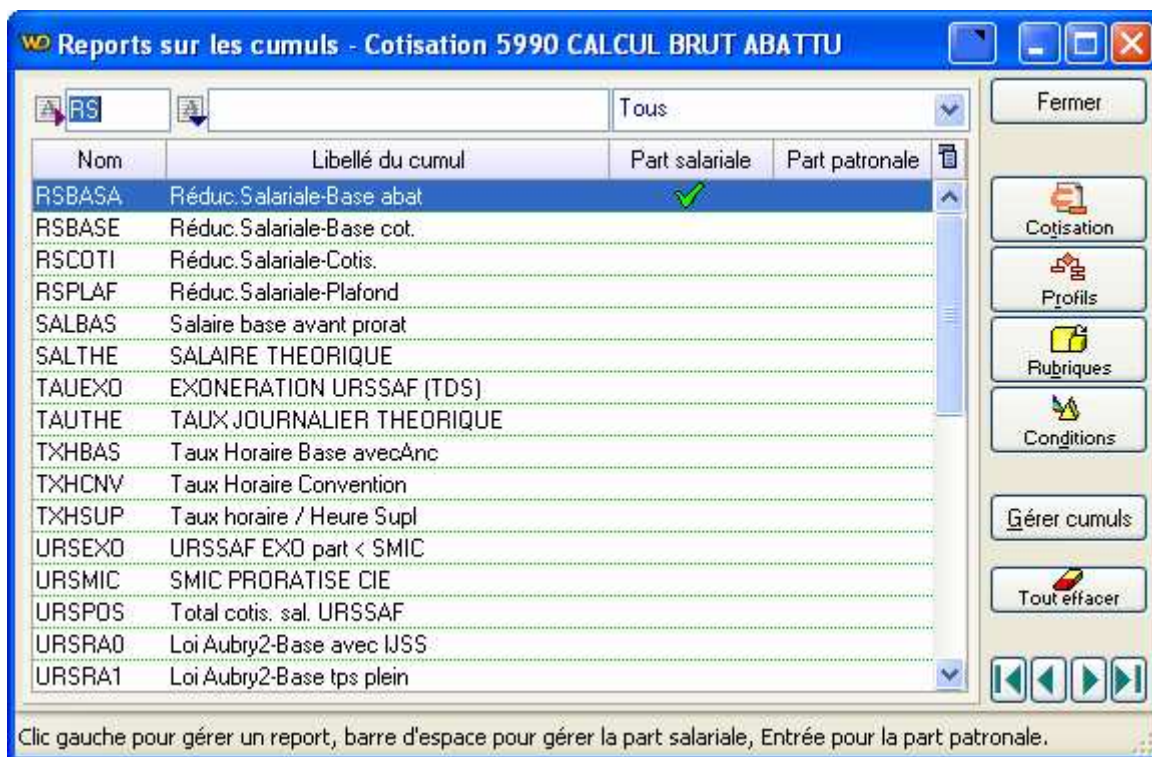 WD Reports sur les cumuls - Cotisation 5990 CALCUL BRUT ABATTU
A RS A Tous
Fermer
Nom Libellé du cumul Part salariale Part patronale
RSBASA Réduc.Salariale-Base abat
RSBASE Réduc.Salariale-Base cot.
RSCOTI Réduc.Salariale-Cotis.
RSPLAF Réduc.Salariale-Plafond
SALBAS Salaire base avant prorat
SALTHE SALAIRE THEORIQUE
TAUEXO EXONERATION URSSAF (TDS)
TAUTHE TAUX JOURNALIER THEORIQUE
TXHBAS Taux Horaire Base avecAnc
TXHCNV Taux Horaire Convention
TXHSUP Taux horaire / Heure Supl
URSEXO URSSAF EXO part < SMIC
URSMIC SMIC PRORATISE CIE
URSPOS Total cotis. sal. URSSAF
URSRA0 Loi Aubry2-Base avec IJSS
URSRA1 Loi Aubry2-Base tps plein
Cotisation
Profils
Rubriques
Conditions
Gérer cumuls
Tout effacer
Clic gauche pour gérer un report, barre d'espace pour gérer la part salariale, Entrée pour la part patronale.